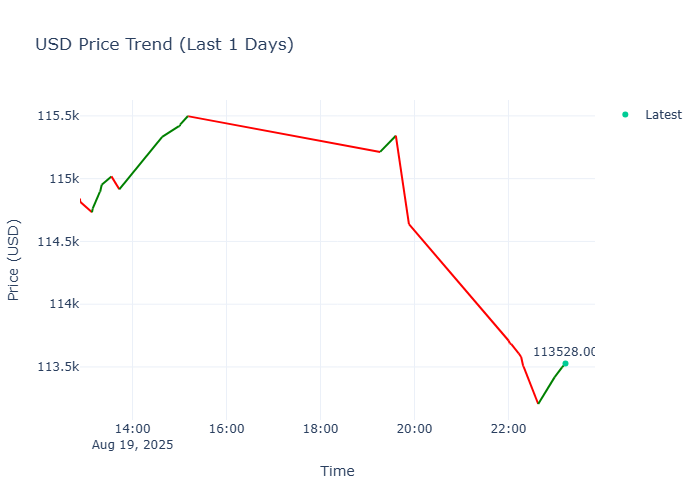 USD Price Trend (Last 1 Days)
Latest
115.5k
115k
114.5k
114k
113.5k
Price (USD)
113528.00
14:00
16:00
18:00
20:00
22:00
Aug 19, 2025
Time